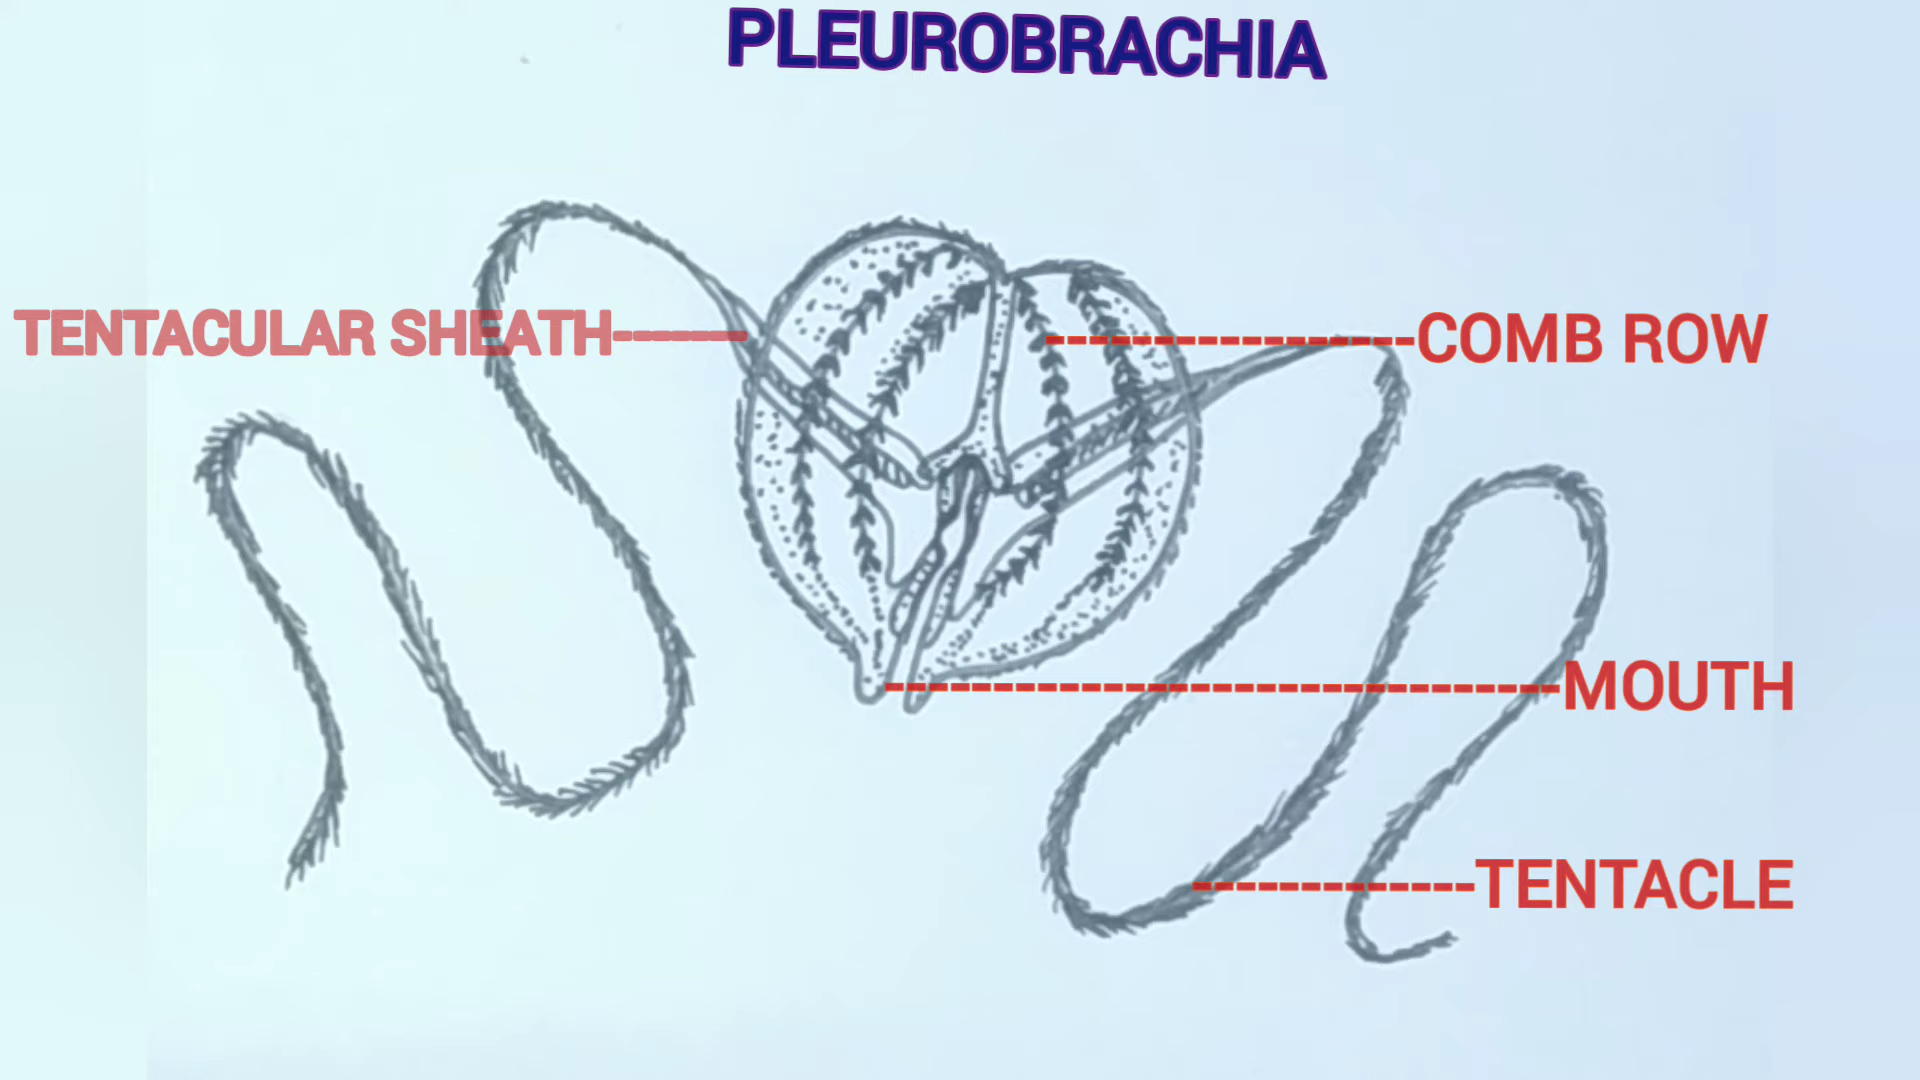 PLEUROBRACHIA
TENTACULAR SHEATH
COMB ROW
MOUTH
TENTACLE